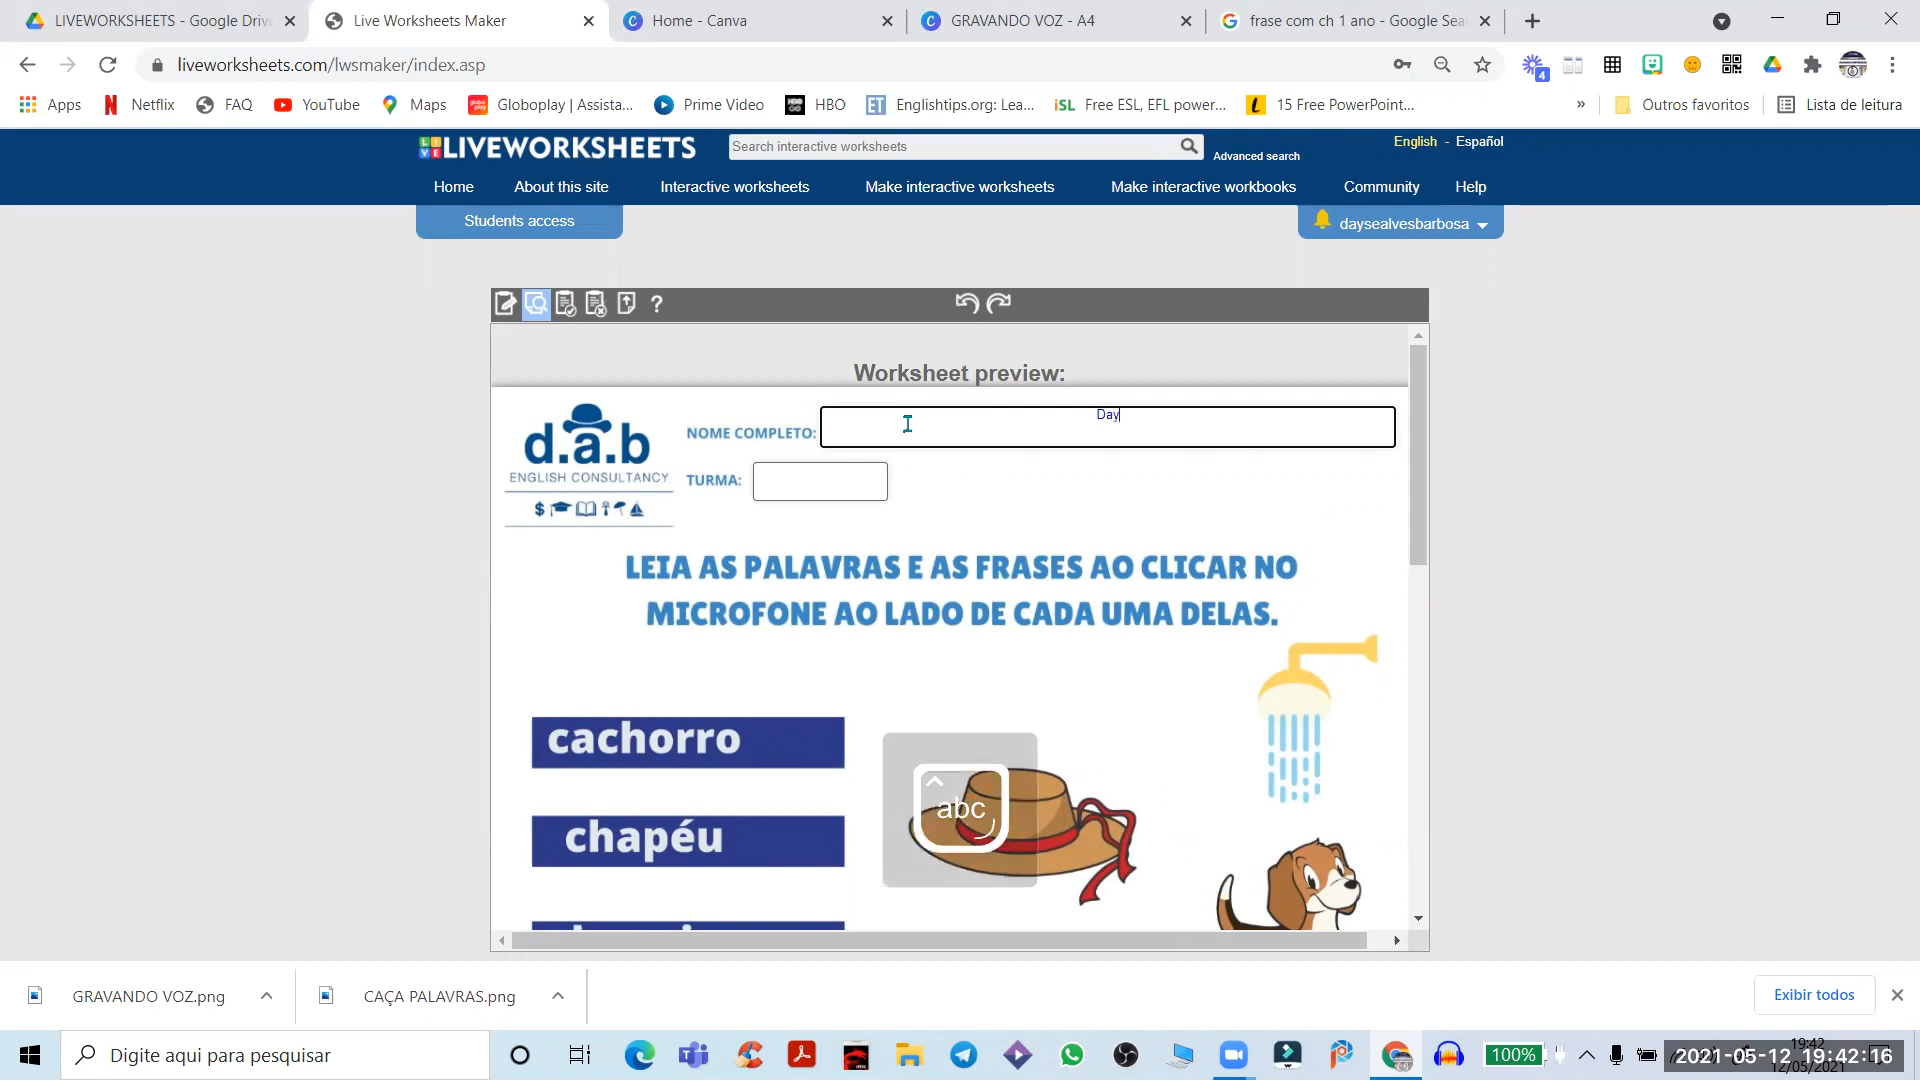 LIVEWORKSHEETS - Google Drive
Live Worksheets Maker
Home - Canva
GRAVANDO VOZ - A4
frase com ch 1 ano - Google Sea
liveworksheets.com/lwsmaker/index.asp
4
Apps
Netflix
FAQ
YouTube
Maps
Globoplay | Assista...
Prime Video
HBO
Englishtips.org: Lea...
Free ESL, EFL power...
15 Free PowerPoint...
»
Outros favoritos
Lista de leitura
LIVEWORKSHEETS
Search interactive worksheets
Advanced search
English - Español
Home
About this site
Interactive worksheets
Make interactive worksheets
Make interactive workbooks
Community
Help
Students access
daysealvesbarbosa
?
Worksheet preview:
d.a.b
ENGLISH CONSULTANCY
NOME COMPLETO:
Day
TURMA:
LEIA AS PALAVRAS E AS FRASES AO CLICAR NO
MICROFONE AO LADO DE CADA UMA DELAS.
cachorro
abc
chapéu
GRAVANDO VOZ.png
CAÇA PALAVRAS.png
Exibir todos
Digite aqui para pesquisar
100%
19:42
12/05/2021
2021-05-12 19:42:16